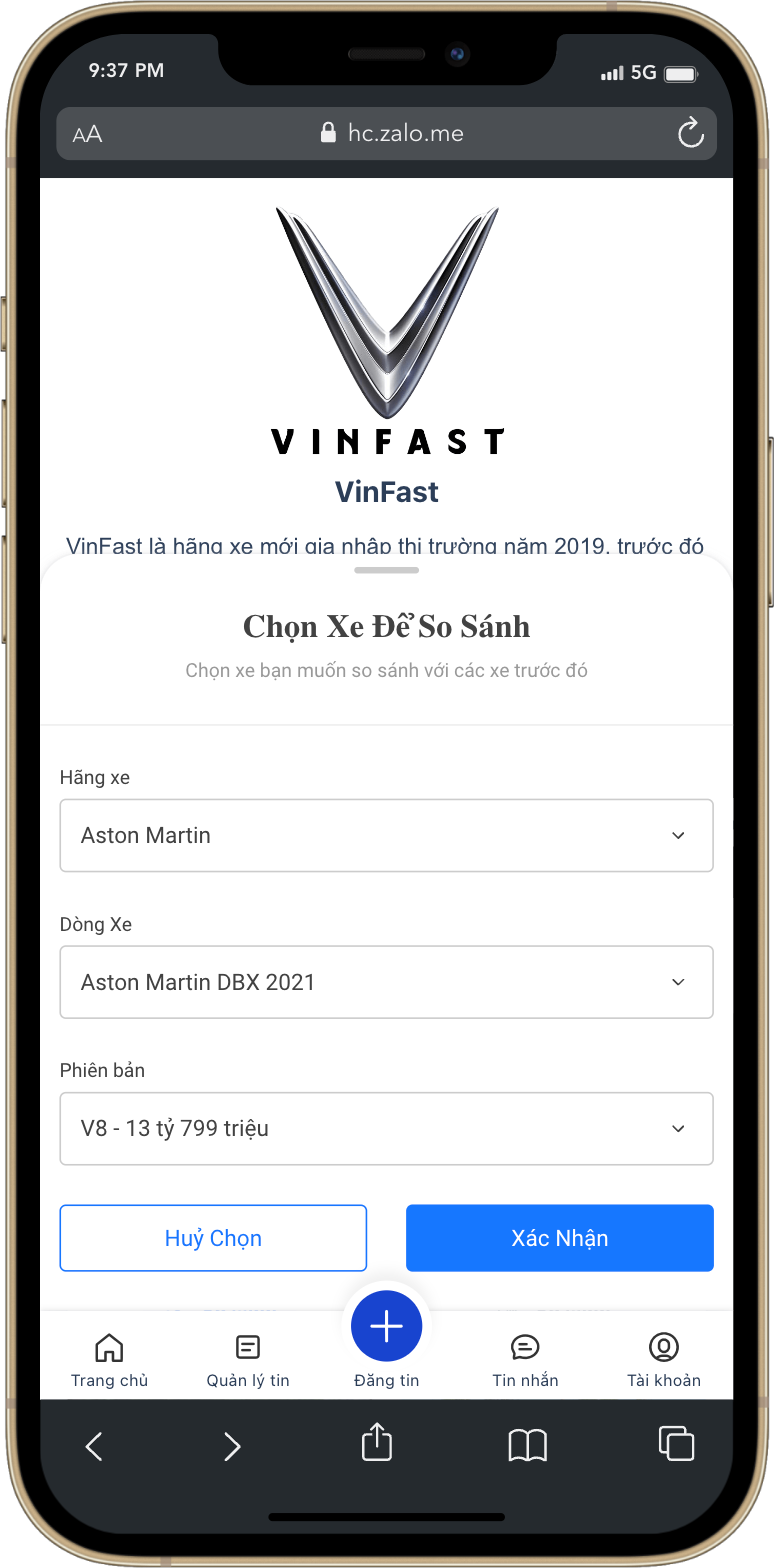 9:37 PM
5G
AA
hc.zalo.me
VINFAST
VinFast
VinFast là hãng xe mới gia nhập thị trường năm 2019, trước đó
Chọn Xe Để So Sánh
Chọn xe bạn muốn so sánh với các xe trước đó
Hãng xe
Aston Martin
Dòng Xe
Aston Martin DBX 2021
Phiên bản
V8 - 13 tỷ 799 triệu
Huỷ Chọn
Xác Nhận
Trang chủ
Quản lý tin
Đăng tin
Tin nhắn
Tài khoản